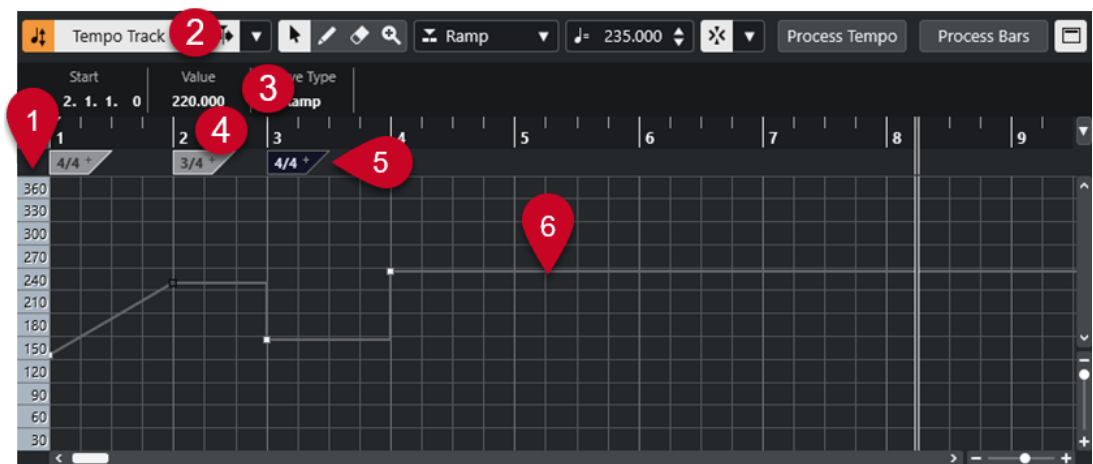 Tempo Track 2 Ramp 235.000 Process Tempo Process Bars
Start Value 3 Type
2. 1. 1. 0 220.000
1 4
1 2 3 4 5 6 7 8 9
4/4 + 3/4 + 4/4 + 5
360
330
300 6
270
240
210
180
150
120
90
60
30